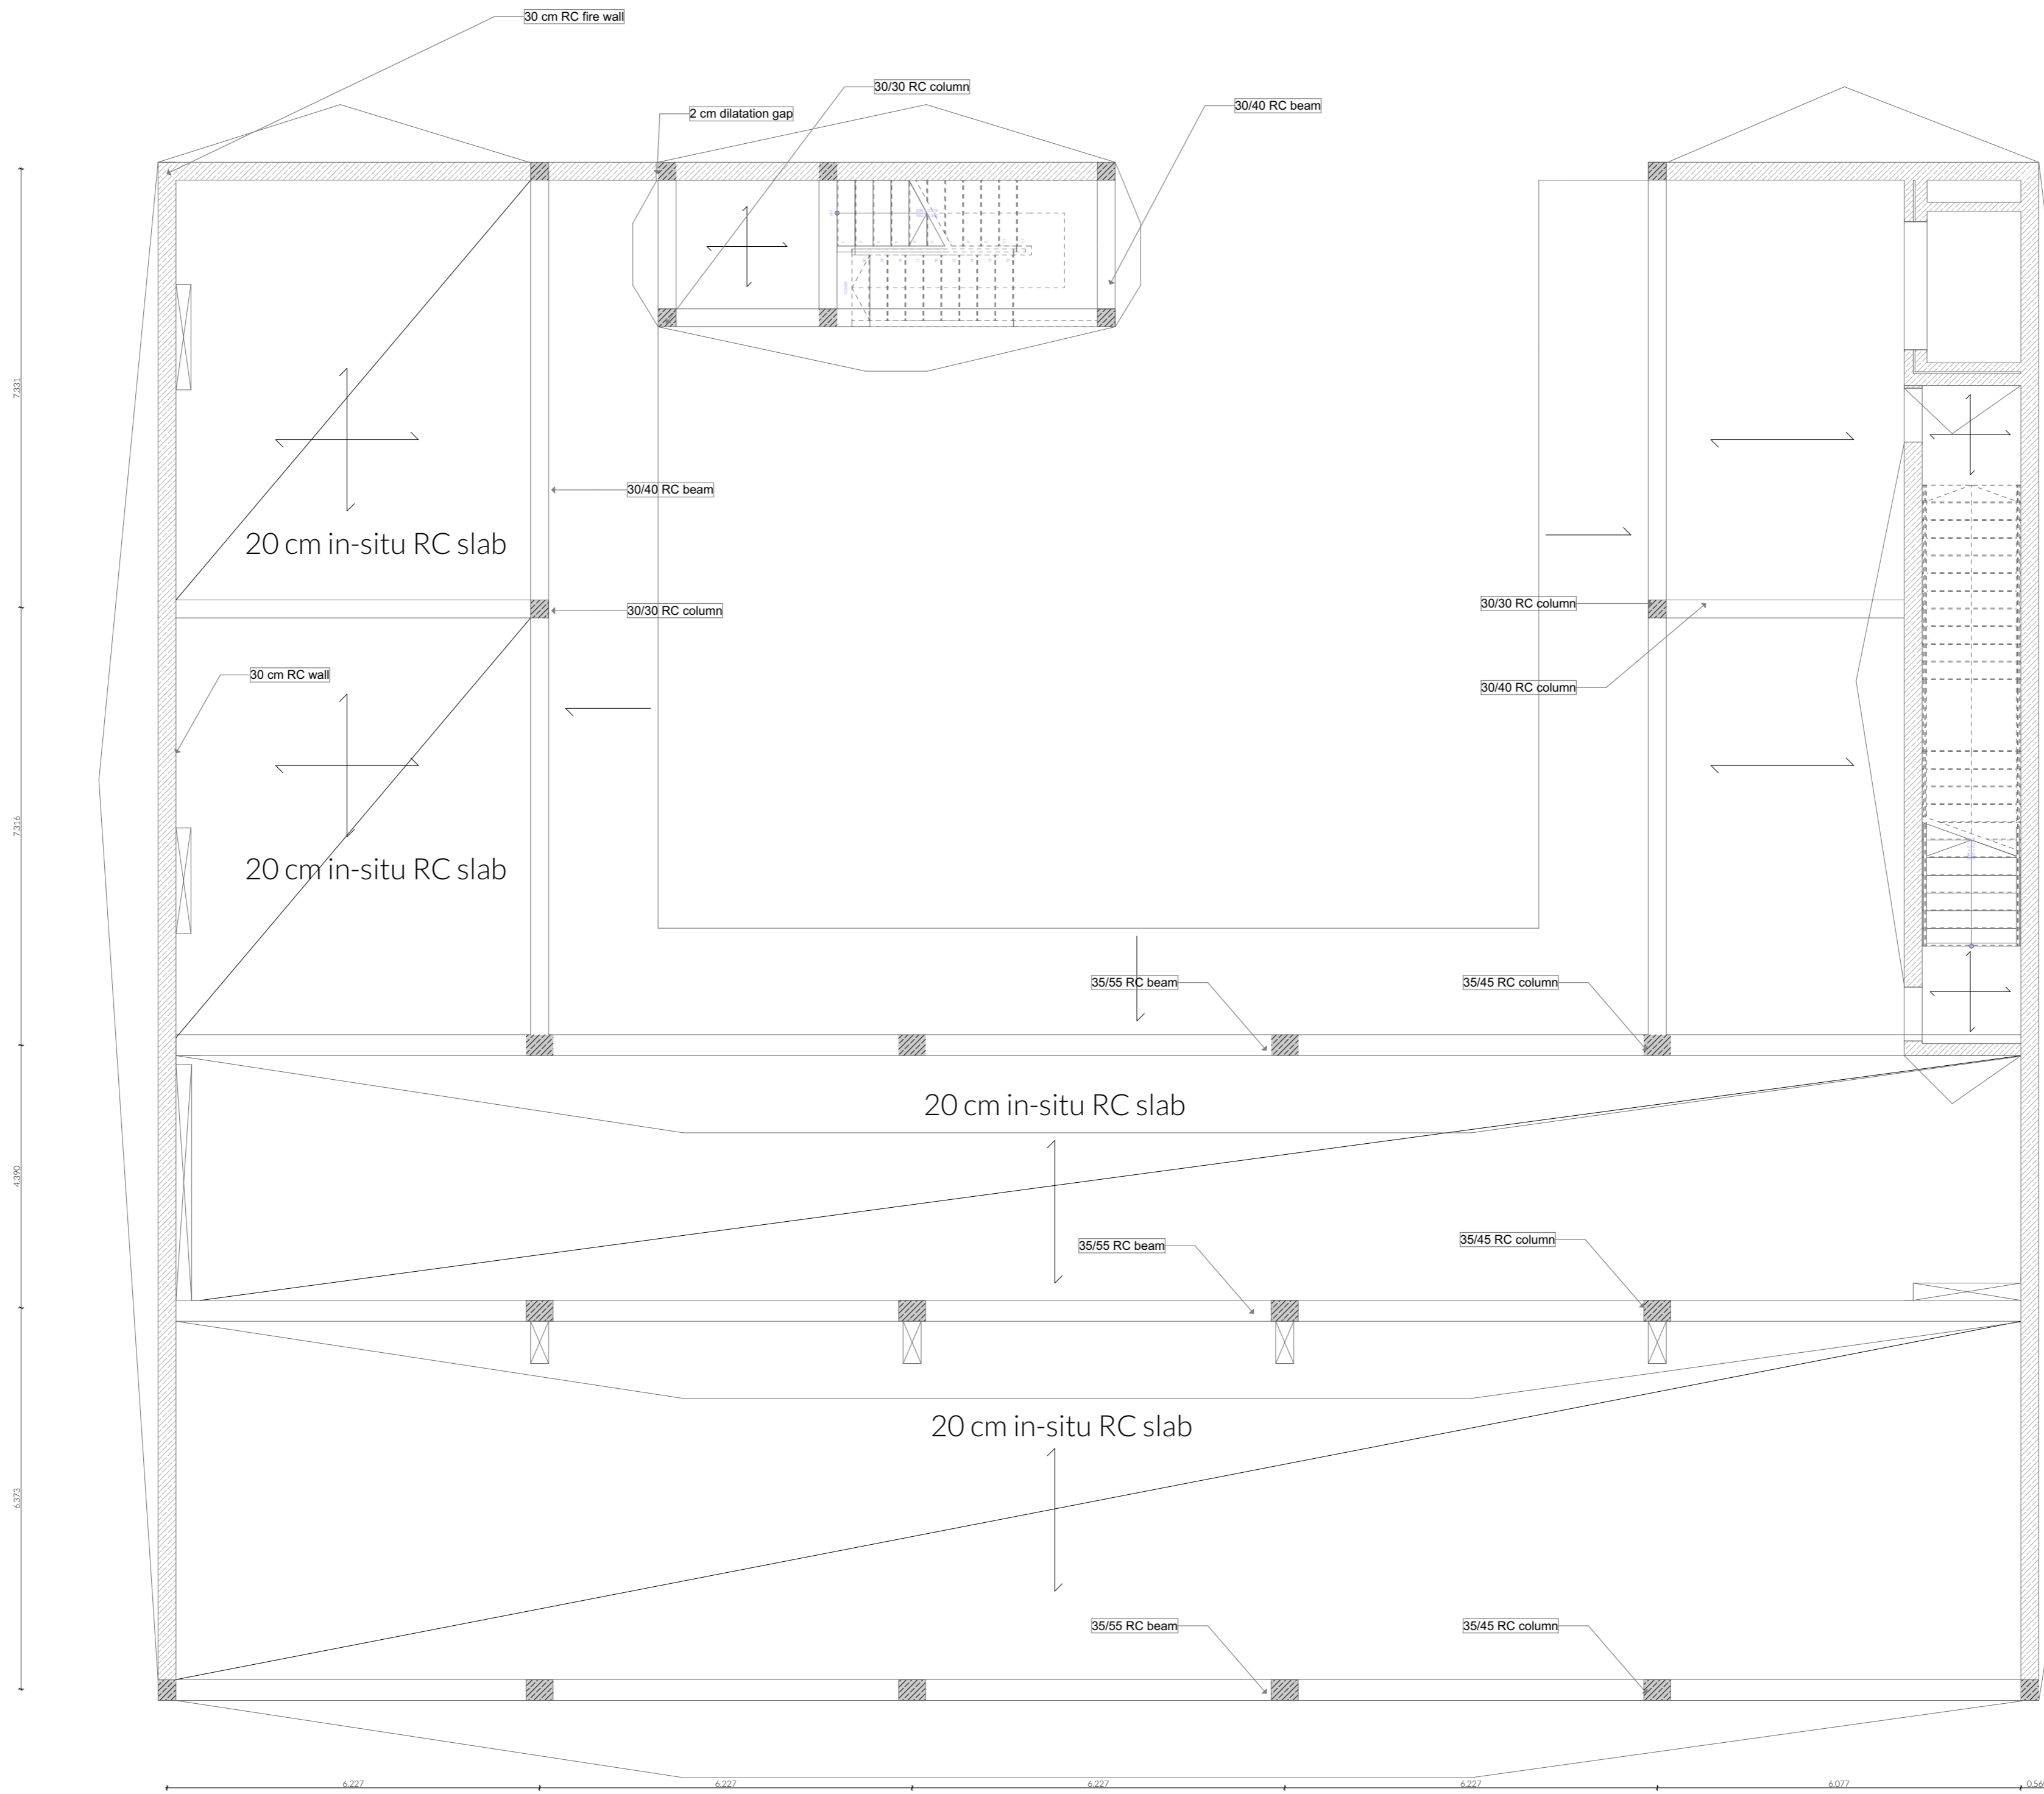 30 cm RC fire wall
30/30 RC column
30/40 RC beam
2 cm dilatation gap
7.331
30/40 RC beam
20 cm in-situ RC slab
30/30 RC column
30/30 RC column
30 cm RC wall
30/40 RC column
7.316
20 cm in-situ RC slab
35/55 RC beam
35/45 RC column
20 cm in-situ RC slab
4.390
35/55 RC beam
35/45 RC column
20 cm in-situ RC slab
6.373
35/55 RC beam
35/45 RC column
6.227
6.227
6.227
6.227
6.077